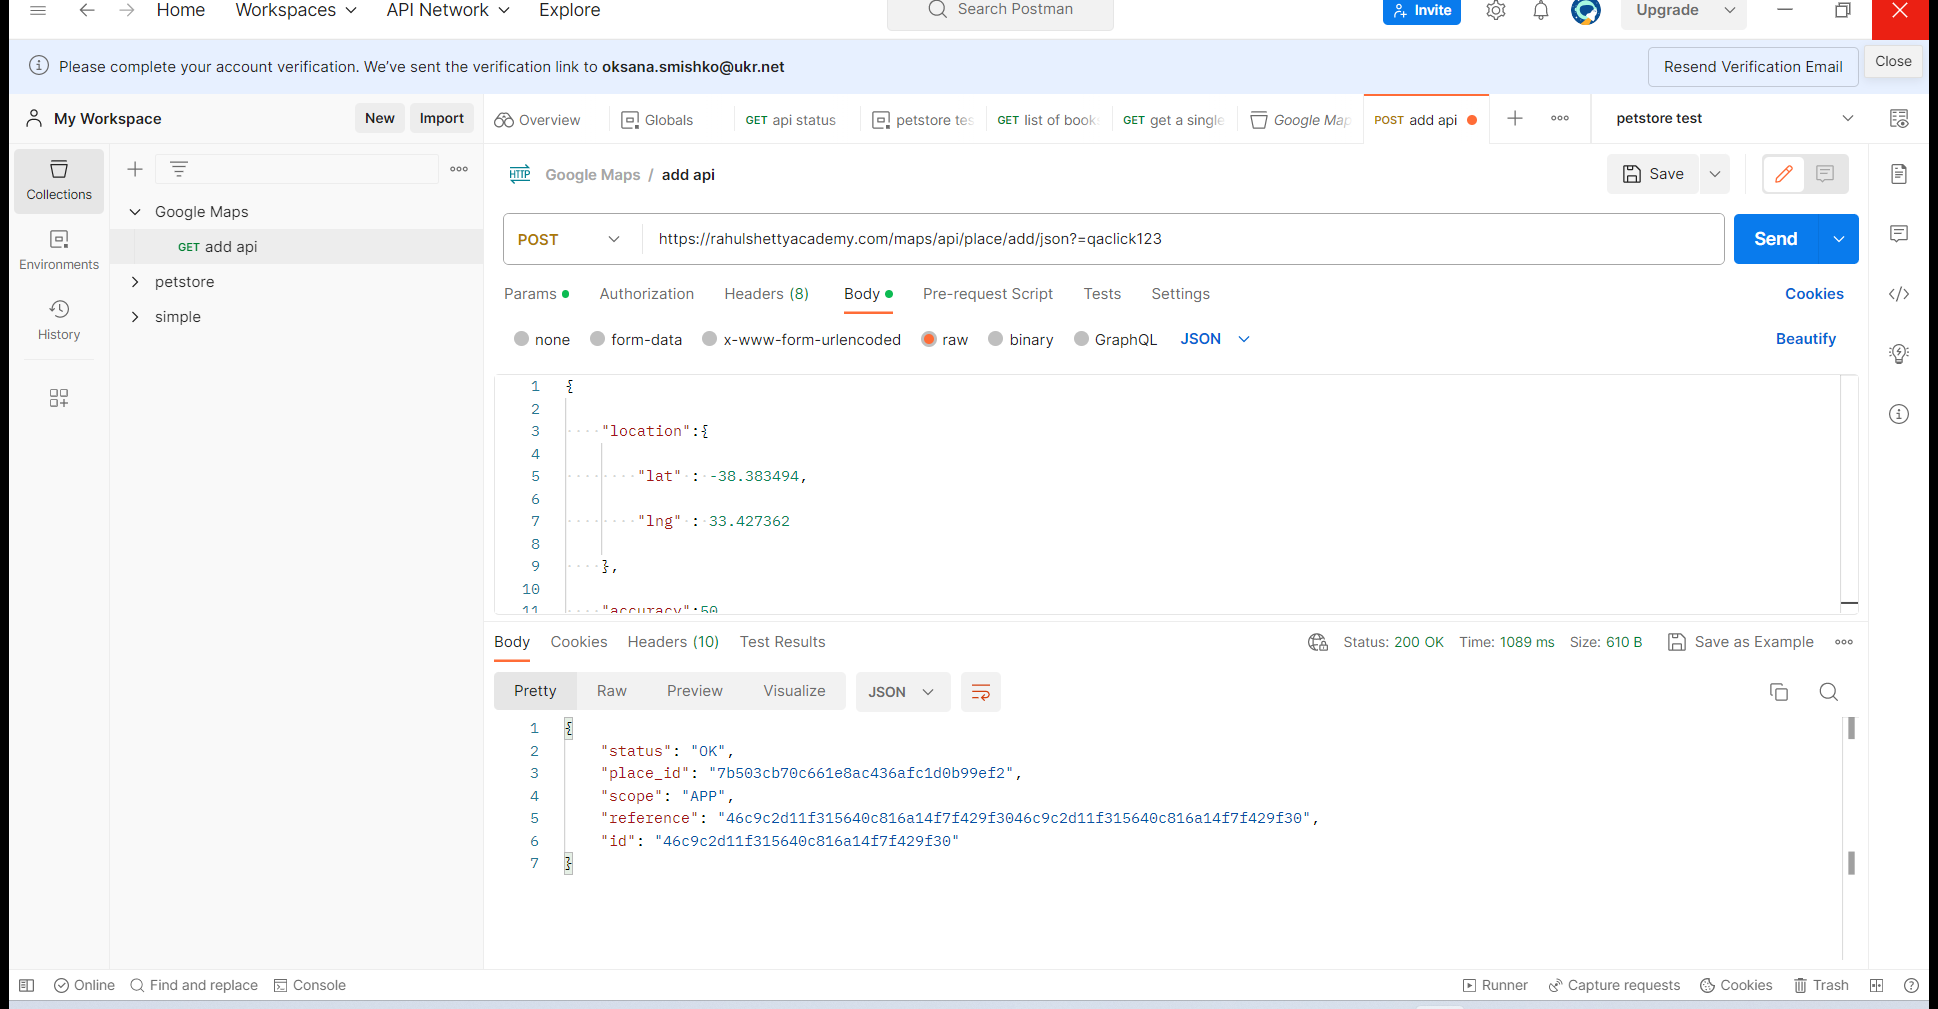 Home Workspaces API Network Explore Search Postman Invite Upgrade
Please complete your account verification. We've sent the verification link to oksana.smishko@ukr.net Resend Verification Email Close
My Workspace New Import Overview Globals GET api status petstore tes GET list of book GET get a single Google Map POST add api petstore test
Collections
Environments
History
Google Maps
GET add api
petstore
simple
HTTP Google Maps / add api Save
POST https://rahulshettyacademy.com/maps/api/place/add/json?=qaclick123 Send
Params Authorization Headers (8) Body Pre-request Script Tests Settings Cookies
none form-data x-www-form-urlencoded raw binary GraphQL JSON Beautify
1 {
2
3 "location":{
4
5 "lat" : -38.383494,
6
7 "lng" : 33.427362
8
9 },
10
11 "accuracy":50
Body Cookies Headers (10) Test Results Status: 200 OK Time: 1089 ms Size: 610 B Save as Example
Pretty Raw Preview Visualize JSON
1 {
2 "status": "OK",
3 "place_id": "7b503cb70c661e8ac436afc1d0b99ef2",
4 "scope": "APP",
5 "reference": "46c9c2d11f315640c816a14f7f429f3046c9c2d11f315640c816a14f7f429f30",
6 "id": "46c9c2d11f315640c816a14f7f429f30"
7 }
Online Find and replace Console Runner Capture requests Cookies Trash